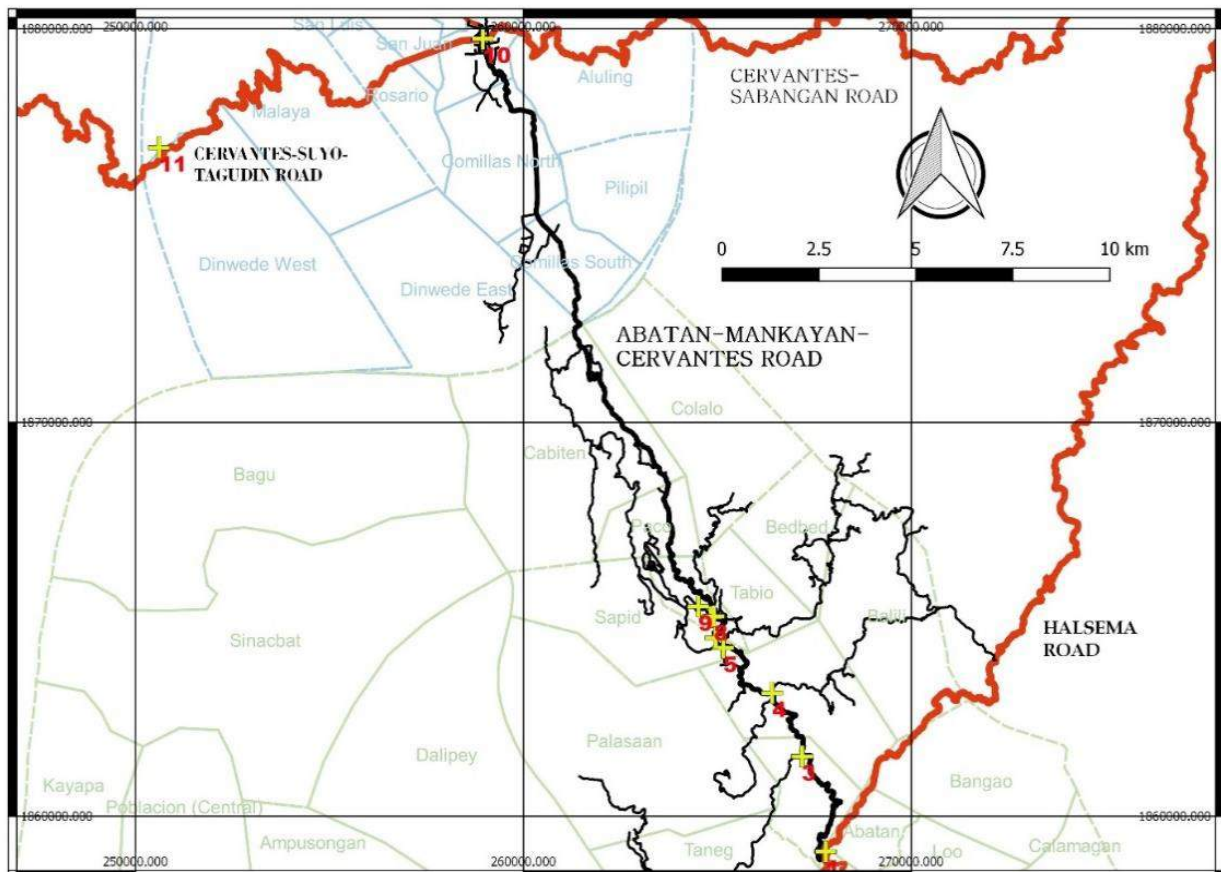 250000.000
260000.000
270000.000
1880000.000
1880000.000
San Luis
San Juan
10
Aluling
CERVANTES-
SABANGAN ROAD
Rosario
Malaya
11
CERVANTES-SUYO-
TAGUDIN ROAD
Comillas North
Pilipil
0 2.5 5 7.5 10 km
Dinwede West
Comillas South
Dinwede East
ABATAN-MANKAYAN-
CERVANTES ROAD
Colalo
1870000.000
1870000.000
Cabiten
Bagu
Paco
Bedbed
Tabio
Sapid
9
8
Balili
Sinacbat
HALSEMA
ROAD
5
4
Palasaan
Dalipey
3
Bangao
Kayapa
Poblacion (Central)
1860000.000
1860000.000
Ampusongan
Taneg
Abatan
Loo
Calamagan
250000.000
260000.000
270000.000